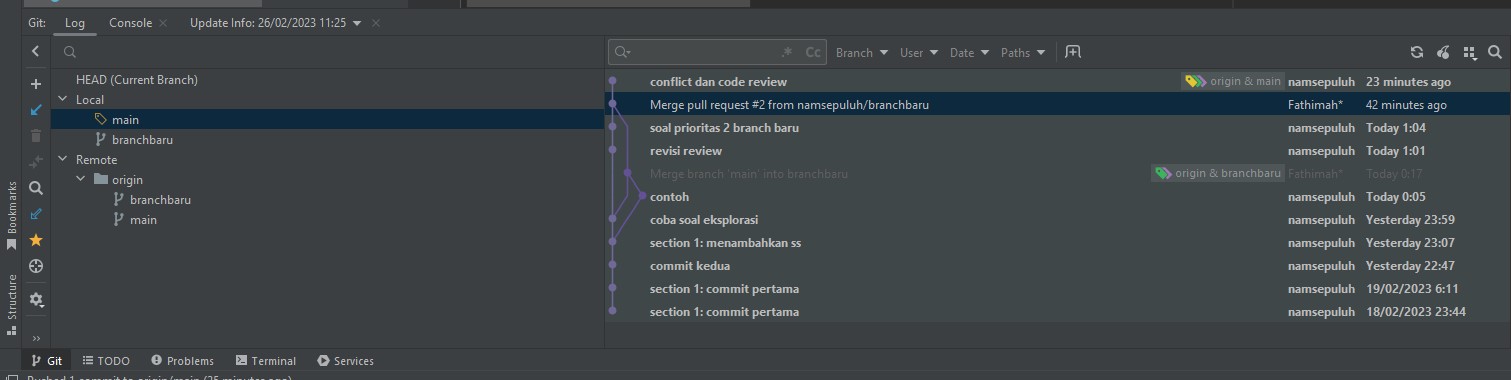 Git: Log Console × Update Info: 26/02/2023 11:25 ×
.* Cc Branch User Date Paths
HEAD (Current Branch)
Local
main
branchbaru
Remote
origin
branchbaru
main
conflict dan code review origin & main namsepuluh 23 minutes ago
Merge pull request #2 from namsepuluh/branchbaru Fathimah* 42 minutes ago
soal prioritas 2 branch baru namsepuluh Today 1:04
revisi review namsepuluh Today 1:01
Merge branch 'main' into branchbaru origin & branchbaru Fathimah* Today 0:17
contoh namsepuluh Today 0:05
coba soal eksplorasi namsepuluh Yesterday 23:59
section 1: menambahkan ss namsepuluh Yesterday 23:07
commit kedua namsepuluh Yesterday 22:47
section 1: commit pertama namsepuluh 19/02/2023 6:11
section 1: commit pertama namsepuluh 18/02/2023 23:44
Bookmarks
Structure
Git TODO Problems Terminal Services
Pushed 1 commit to origin/main (25 minutes ago)